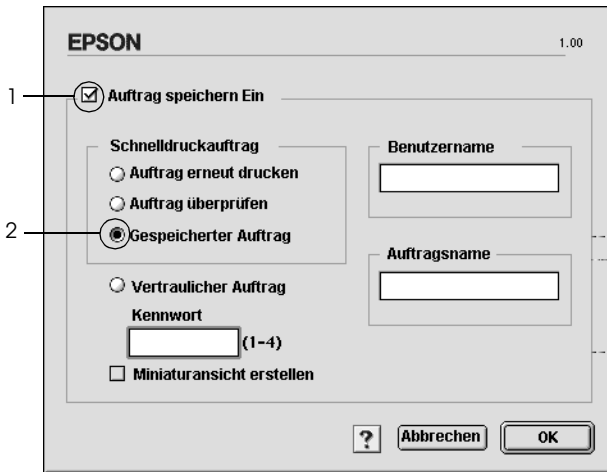 EPSON
1.00
1
Auftrag speichern Ein
Schnelldruckauftrag
Auftrag erneut drucken
Auftrag überprüfen
2
Gespeicherter Auftrag
Vertraulicher Auftrag
Kennwort
(1-4)
Miniaturansicht erstellen
Benutzername
Auftragsname
?
Abbrechen
OK